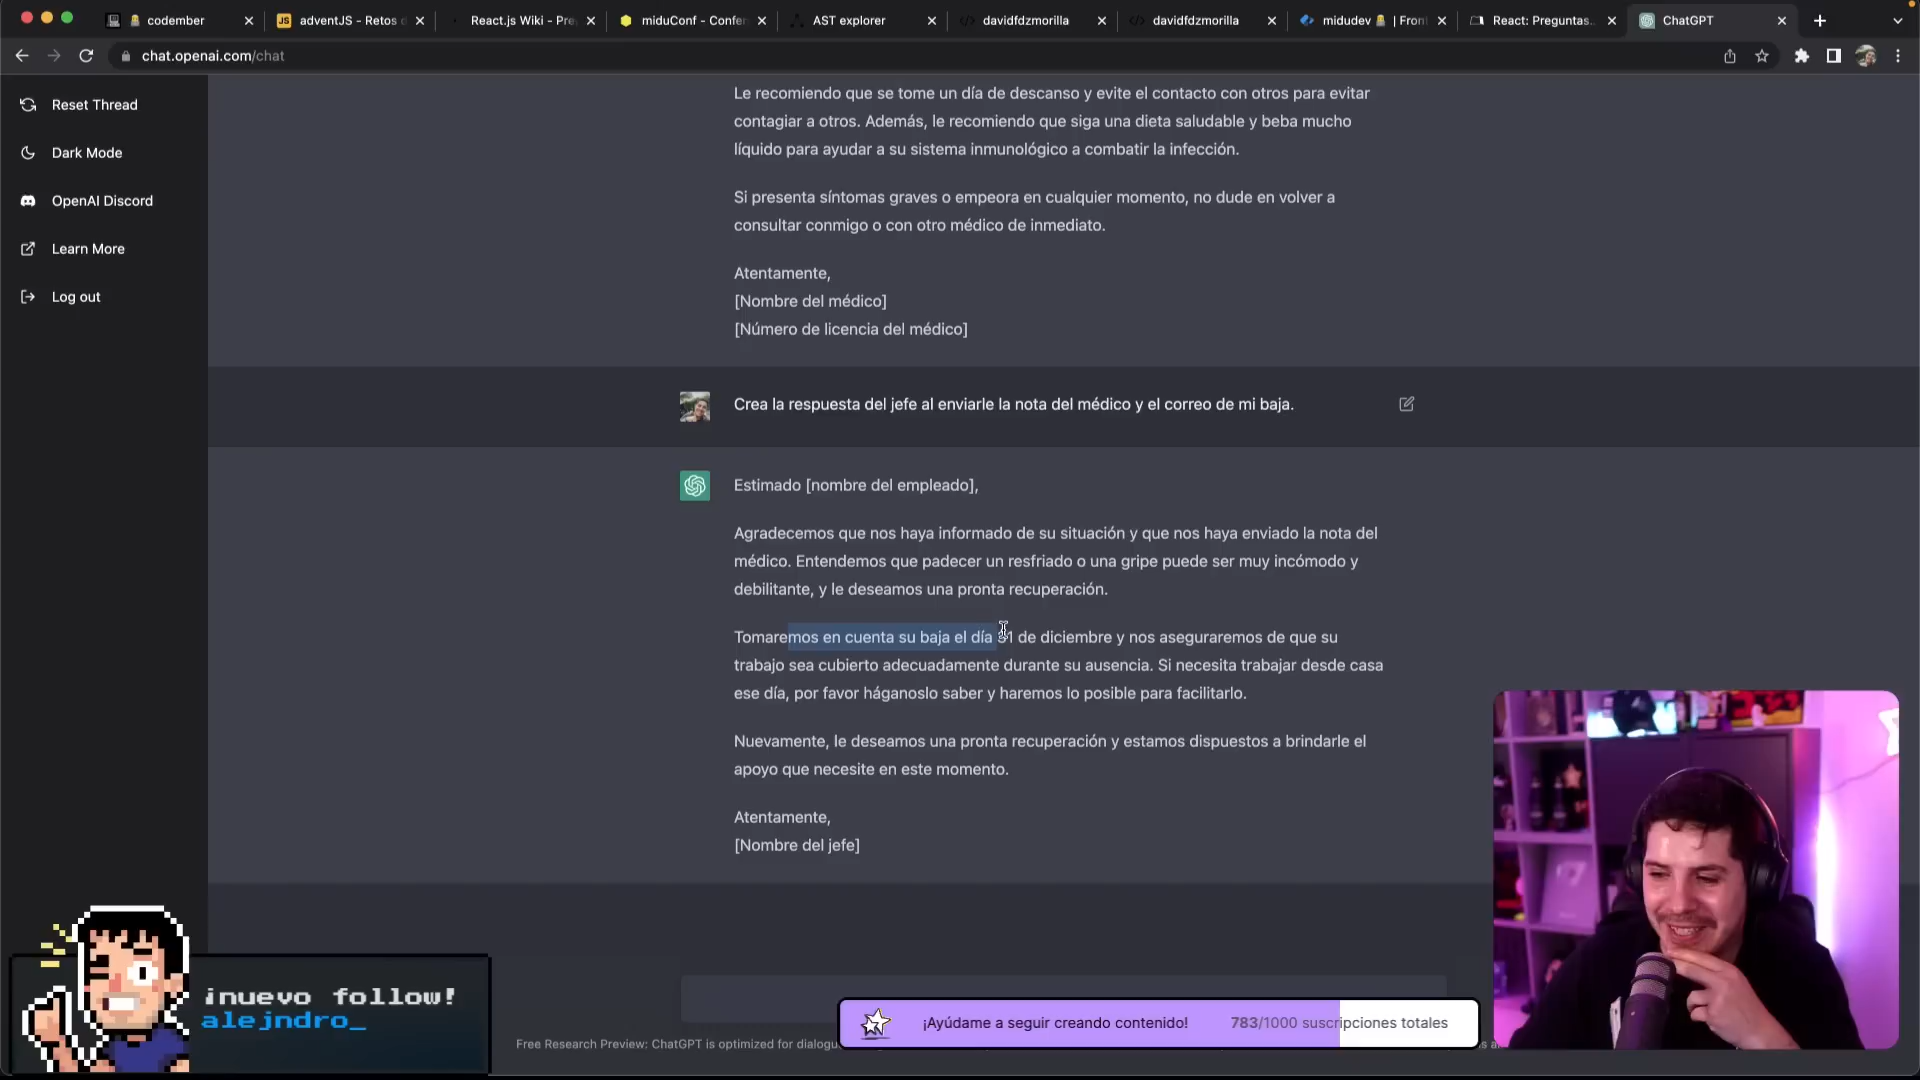 codember
adventJS - Retos d
React.js Wiki - Pre
miduConf - Confer
AST explorer
davidfdzmorilla
davidfdzmorilla
midudev
| Fron
React: Preguntas
ChatGPT
chat.openai.com/chat
Reset Thread
Dark Mode
OpenAI Discord
Learn More
Log out
Le recomiendo que se tome un día de descanso y evite el contacto con otros para evitar
contagiar a otros. Además, le recomiendo que siga una dieta saludable y beba mucho
líquido para ayudar a su sistema inmunológico a combatir la infección.
Si presenta síntomas graves o empeora en cualquier momento, no dude en volver a
consultar conmigo o con otro médico de inmediato.
Atentamente,
[Nombre del médico]
[Número de licencia del médico]
Crea la respuesta del jefe al enviarle la nota del médico y el correo de mi baja.
Estimado [nombre del empleado],
Agradecemos que nos haya informado de su situación y que nos haya enviado la nota del
médico. Entendemos que padecer un resfriado o una gripe puede ser muy incómodo y
debilitante, y le deseamos una pronta recuperación.
Tomaremos en cuenta su baja el día 31 de diciembre y nos aseguraremos de que su
trabajo sea cubierto adecuadamente durante su ausencia. Si necesita trabajar desde casa
ese día, por favor háganoslo saber y haremos lo posible para facilitarlo.
Nuevamente, le deseamos una pronta recuperación y estamos dispuestos a brindarle el
apoyo que necesite en este momento.
Atentamente,
[Nombre del jefe]
¡nuevo follow!
alejndro_
¡Ayúdame a seguir creando contenido!
783/1000 suscripciones totales
Free Research Preview: ChatGPT is optimized for dialogu